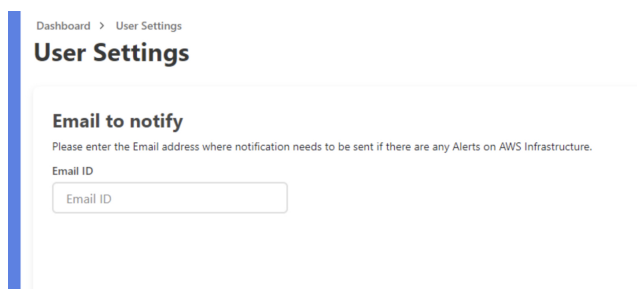 Dashboard > User Settings
User Settings
Email to notify
Please enter the Email address where notification needs to be sent if there are any Alerts on AWS Infrastructure.
Email ID
Email ID